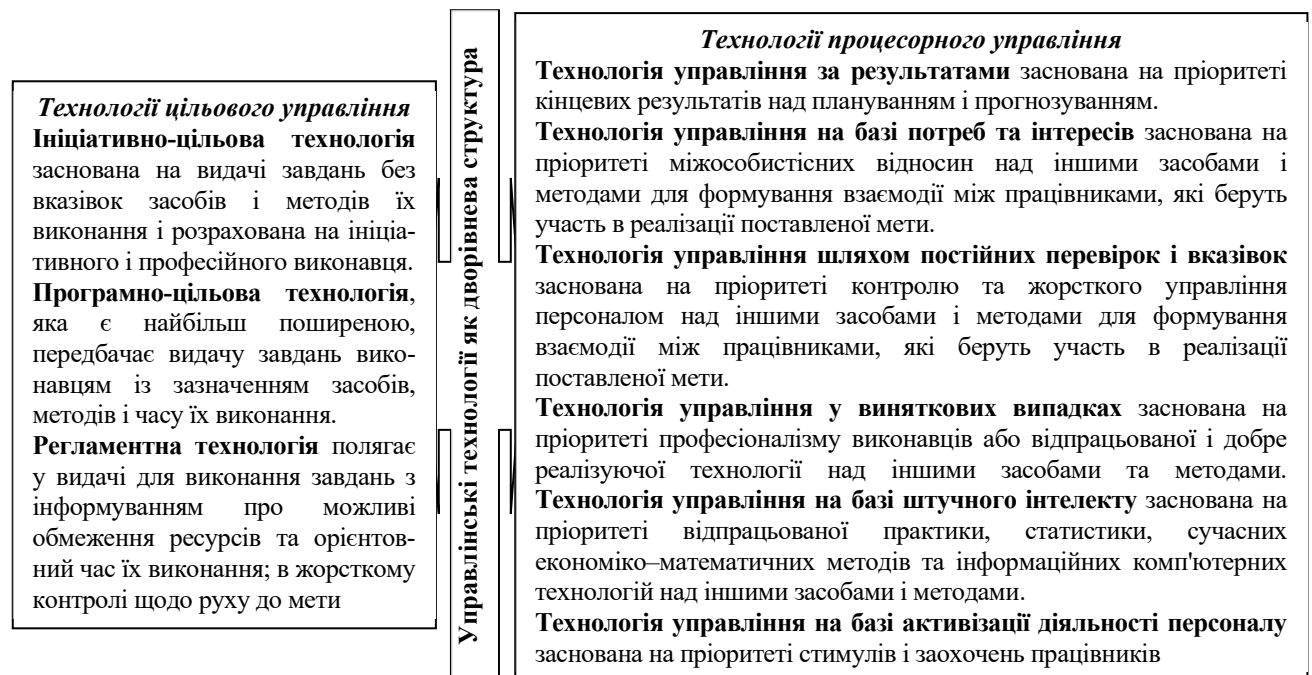 Технології цільового управління
Ініціативно-цільова технологія
заснована на видачі завдань без
вказівок засобів і методів їх
виконання і розрахована на ініціа-
тивного і професійного виконавця.
Програмно-цільова технологія,
яка є найбільш поширеною,
передбачає видачу завдань вико-
навцям із зазначенням засобів,
методів і часу їх виконання.
Регламентна технологія полягає
у видачі для виконання завдань з
інформуванням про можливі
обмеження ресурсів та орієнтов-
ний час їх виконання; в жорсткому
контролі щодо руху до мети
Управлінські технології як дворівнева структура
Технології процесорного управління
Технологія управління за результатами заснована на пріоритеті
кінцевих результатів над плануванням і прогнозуванням.
Технологія управління на базі потреб та інтересів заснована на
пріоритеті міжособистісних відносин над іншими засобами і
методами для формування взаємодії між працівниками, які беруть
участь в реалізації поставленої мети.
Технологія управління шляхом постійних перевірок і вказівок
заснована на пріоритеті контролю та жорсткого управління
персоналом над іншими засобами і методами для формування
взаємодії між працівниками, які беруть участь в реалізації
поставленої мети.
Технологія управління у виняткових випадках заснована на
пріоритеті професіоналізму виконавців або відпрацьованої і добре
реалізуючої технології над іншими засобами та методами.
Технологія управління на базі штучного інтелекту заснована на
пріоритеті відпрацьованої практики, статистики, сучасних
економіко–математичних методів та інформаційних комп'ютерних
технологій над іншими засобами і методами.
Технологія управління на базі активізації діяльності персоналу
заснована на пріоритеті стимулів і заохочень працівників